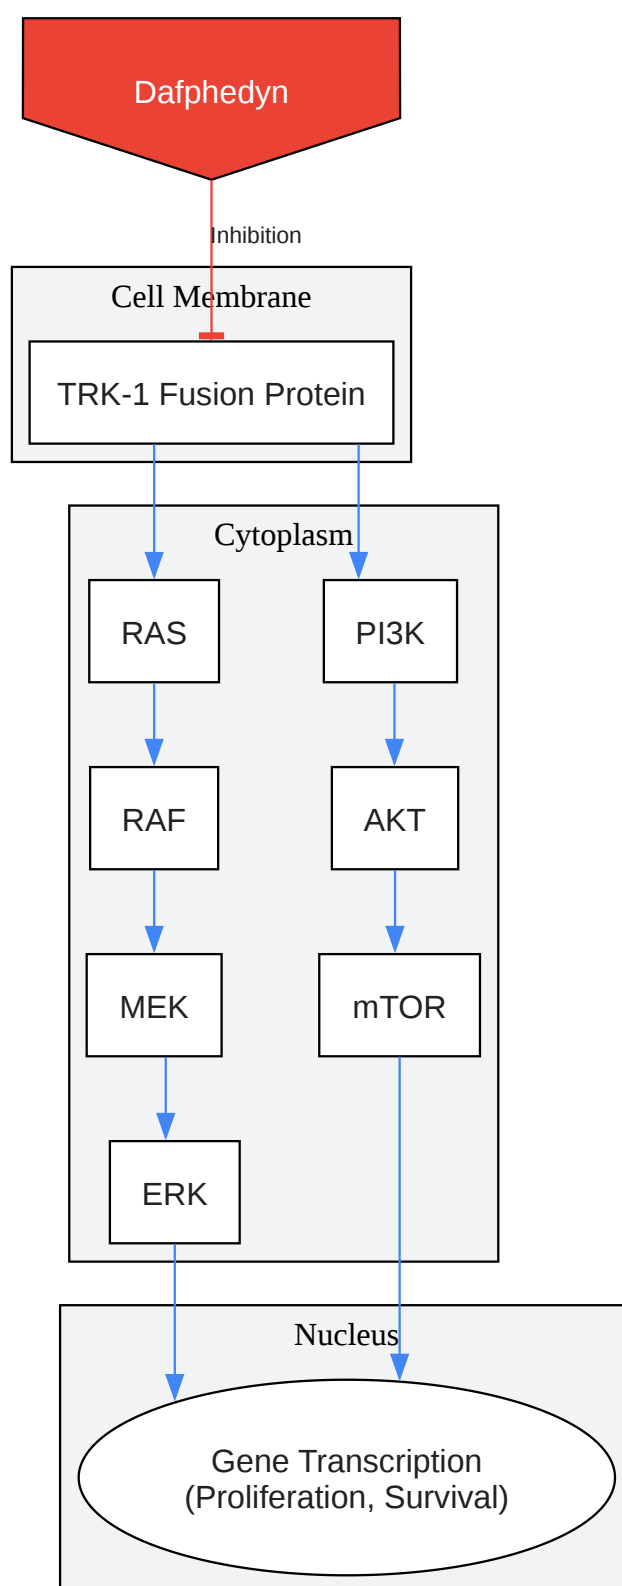 Dafphedyn
Inhibition
Cell Membrane
TRK-1 Fusion Protein
Cytoplasm
RAS
PI3K
RAF
AKT
MEK
mTOR
ERK
Nucleus
Gene Transcription
(Proliferation, Survival)